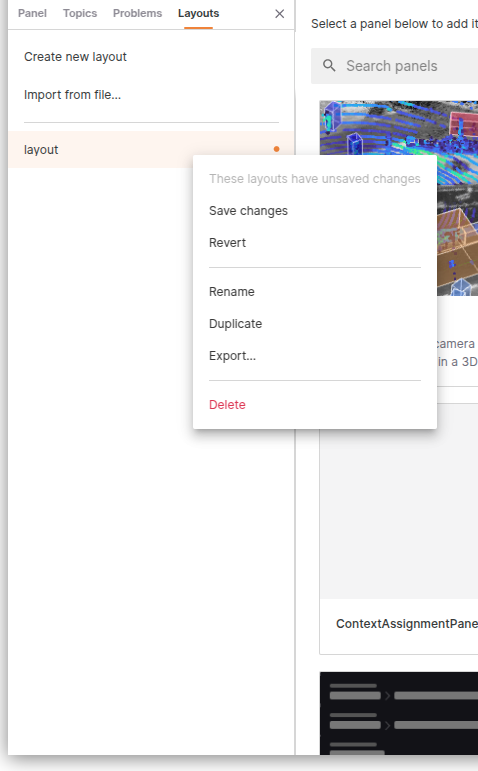 Panel Topics Problems Layouts
Select a panel below to add it
Create new layout
Search panels
Import from file...
layout
These layouts have unsaved changes
Save changes
Revert
Rename
Duplicate
camera
in a 3D
Export...
Delete
ContextAssignmentPane